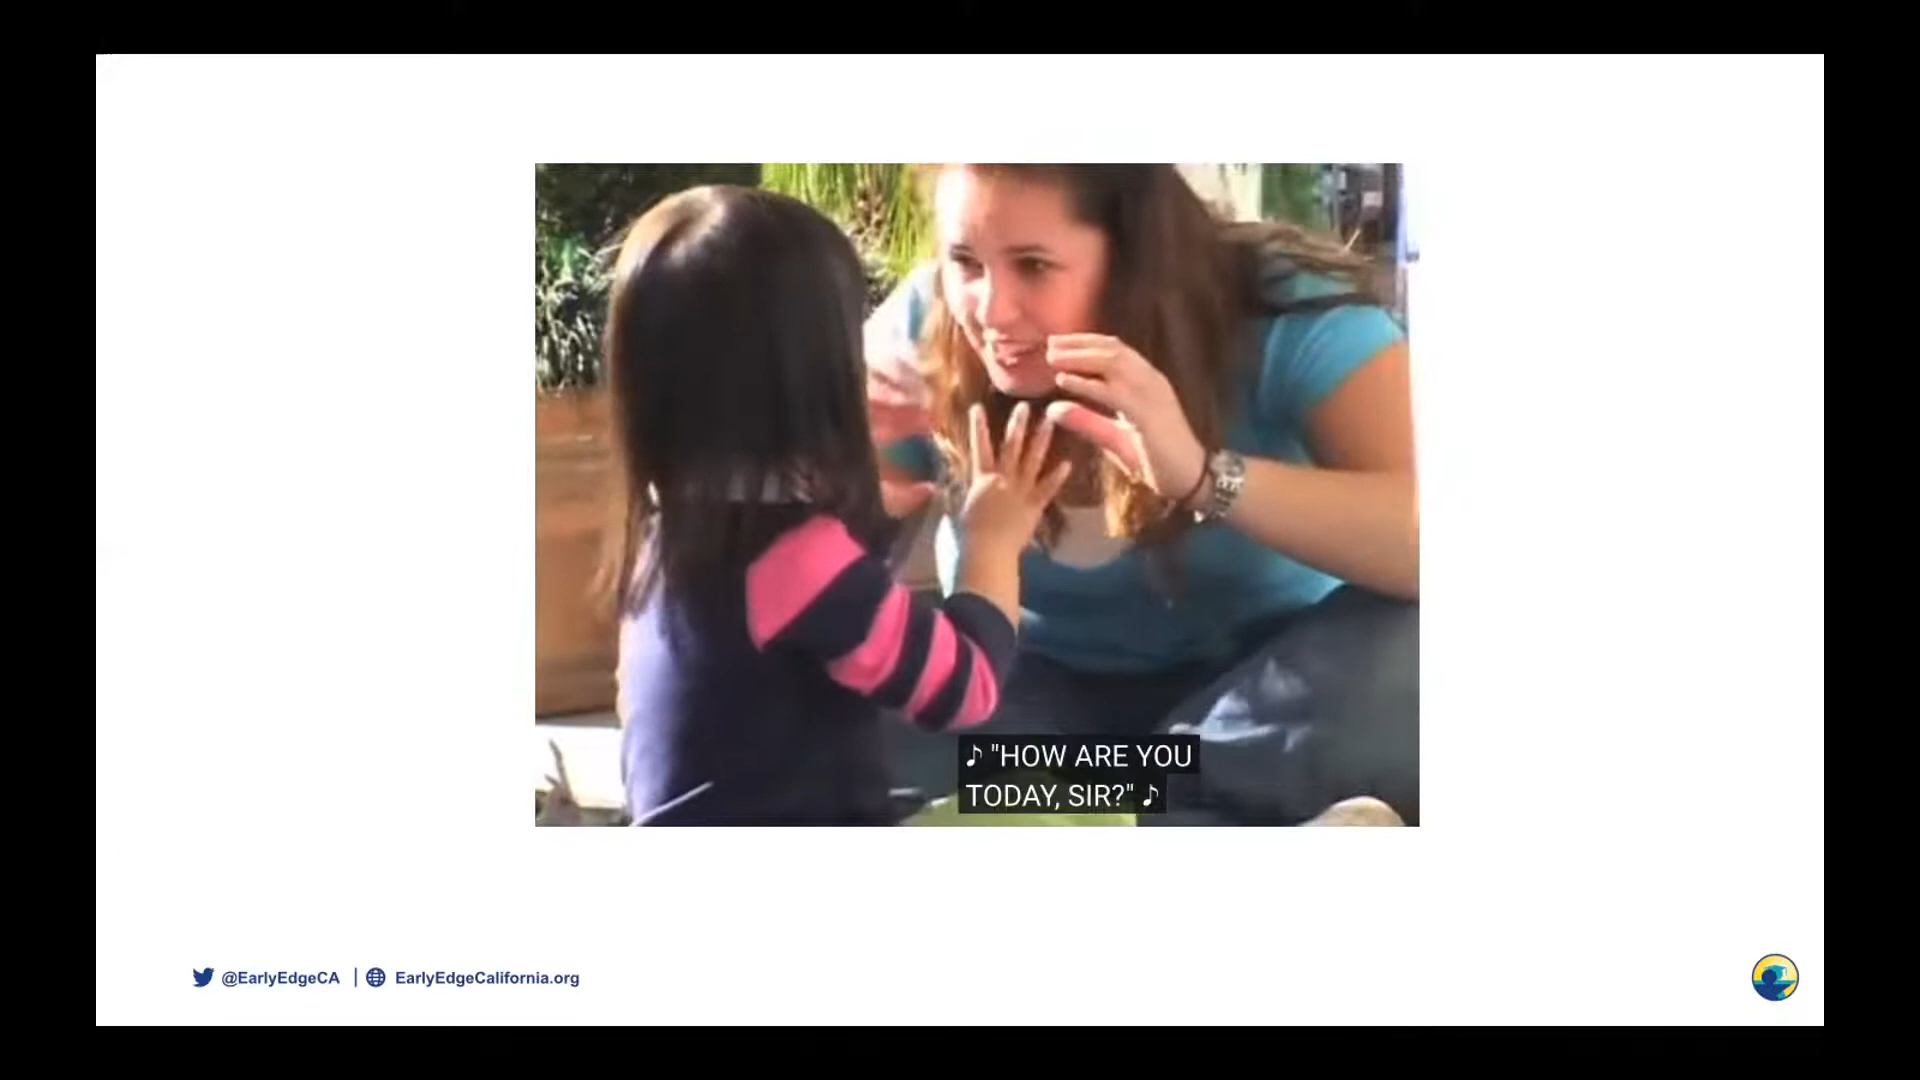 ♪ "HOW ARE YOU
TODAY, SIR?" ♪
@EarlyEdgeCA | EarlyEdgeCalifornia.org